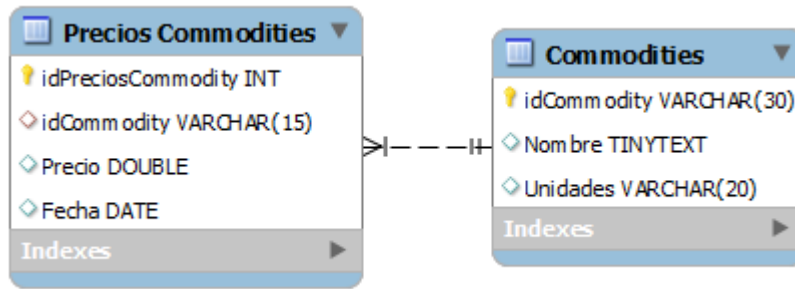 Precios Commodities
idPreciosCommodity INT
idCommodity VARCHAR(15)
Precio DOUBLE
Fecha DATE
Indexes
Commodities
idCommodity VARCHAR(30)
Nombre TINYTEXT
Unidades VARCHAR(20)
Indexes